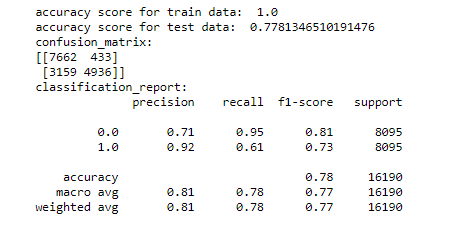 accuracy score for train data:  1.0
accuracy score for test data:  0.7781346510191476
confusion_matrix:
[[7662  433]
 [3159 4936]]
classification_report:
              precision    recall  f1-score   support

         0.0       0.71      0.95      0.81      8095
         1.0       0.92      0.61      0.73      8095

    accuracy                           0.78     16190
   macro avg       0.81      0.78      0.77     16190
weighted avg       0.81      0.78      0.77     16190